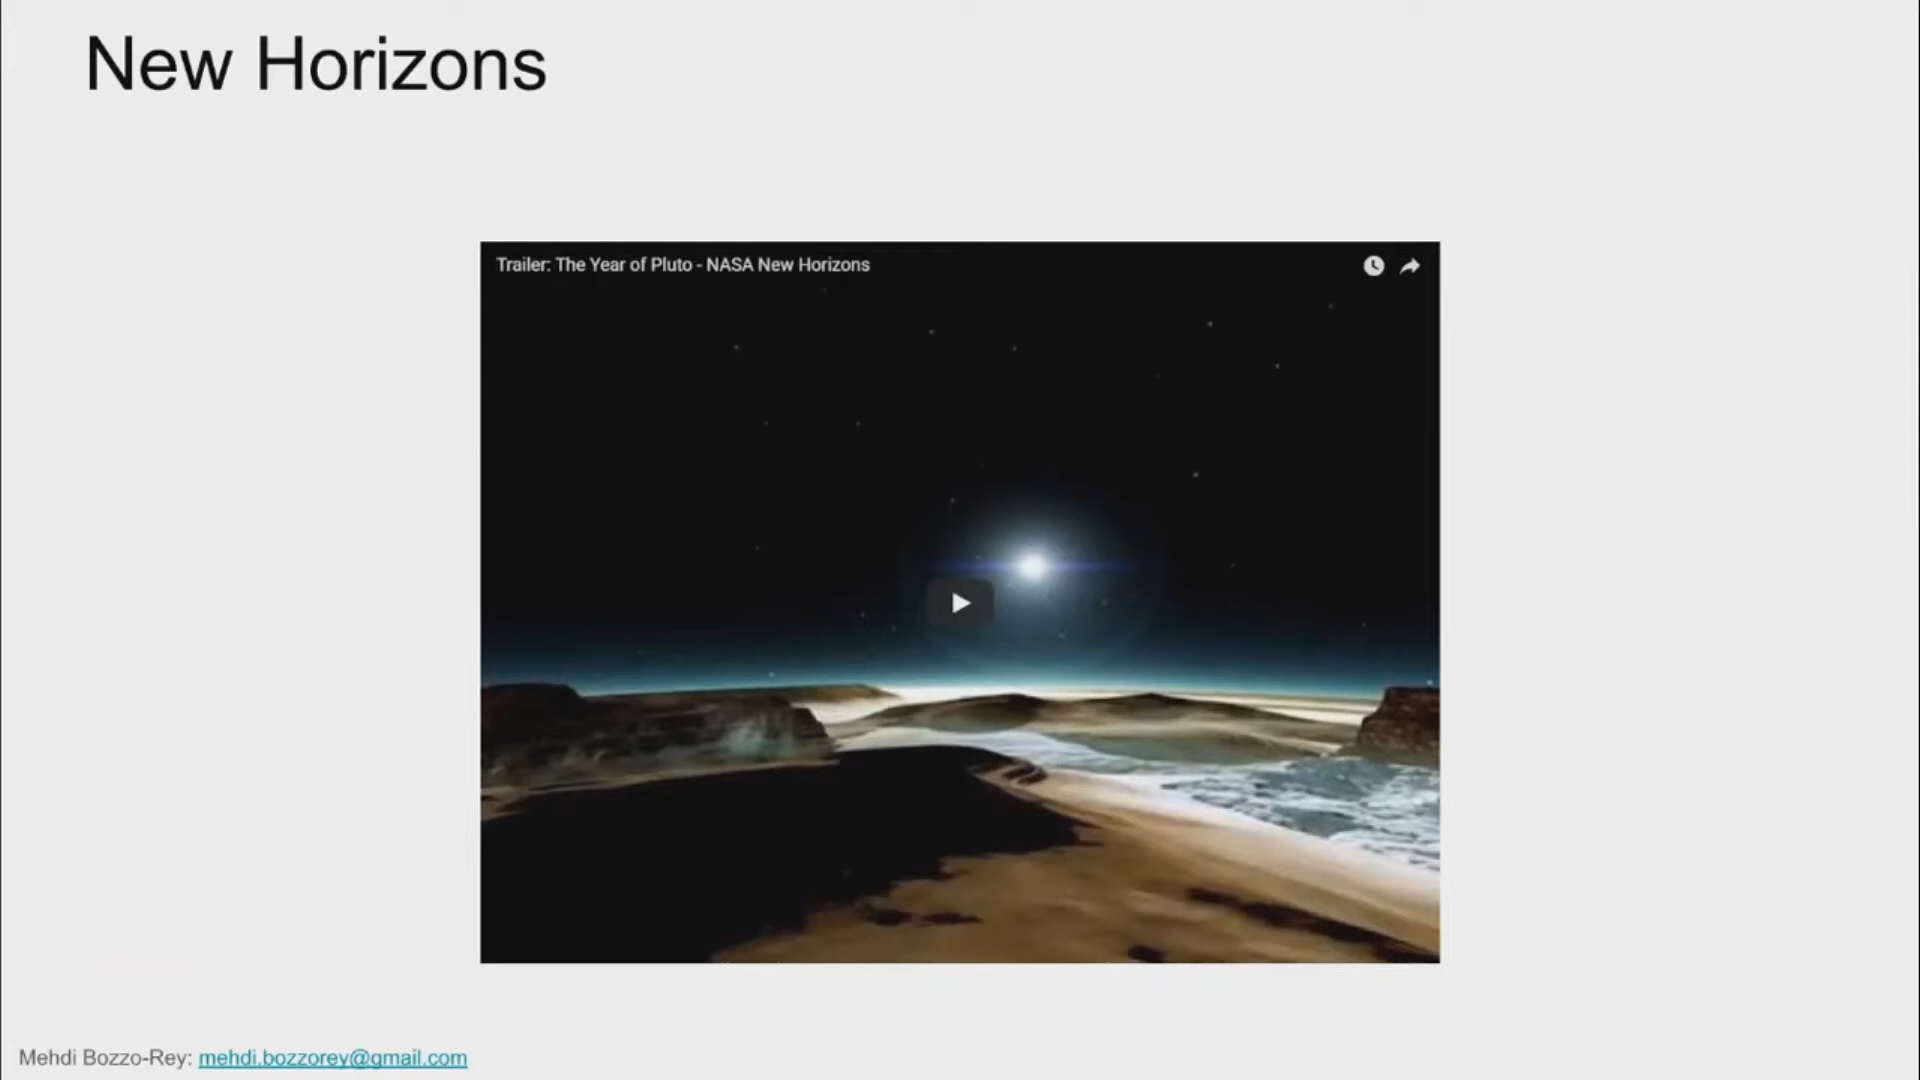 New Horizons
Trailer: The Year of Pluto - NASA New Horizons
Mehdi Bozzo-Rey: mehdi.bozzorey@gmail.com